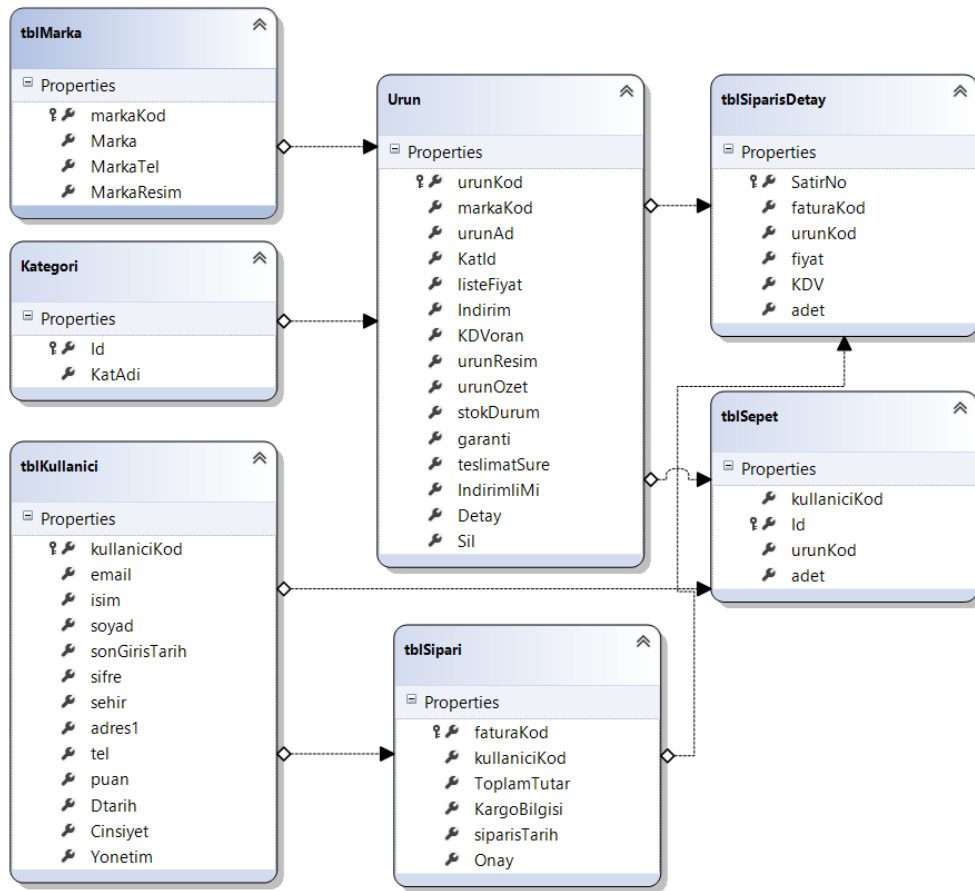 tblMarka
Properties
markaKod
Marka
MarkaTel
MarkaResim
Kategori
Properties
Id
KatAdi
tblKullanici
Properties
kullaniciKod
email
isim
soyad
sonGirisTarih
sifre
sehir
adres1
tel
puan
Dtarih
Cinsiyet
Yonetim
Urun
Properties
urunKod
markaKod
urunAd
KatId
listeFiyat
Indirim
KDVoran
urunResim
urunOzet
stokDurum
garanti
teslimatSure
IndirimliMi
Detay
Sil
tblSipari
Properties
faturaKod
kullaniciKod
ToplamTutar
KargoBilgisi
siparisTarih
Onay
tblSiparisDetay
Properties
SatirNo
faturaKod
urunKod
fiyat
KDV
adet
tblSepet
Properties
kullaniciKod
Id
urunKod
adet